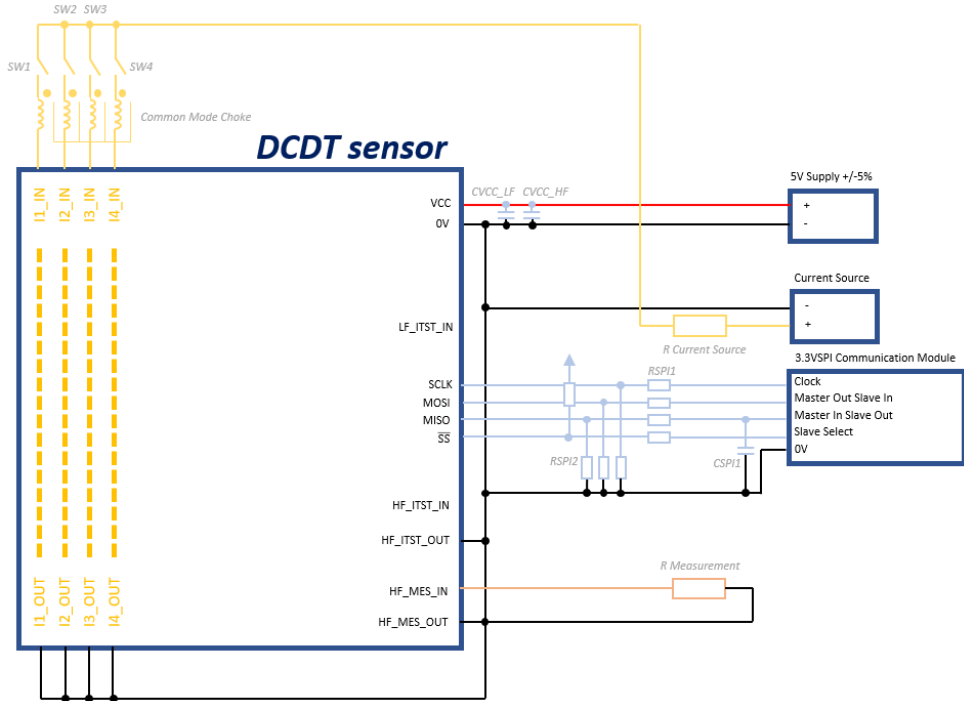 SW2 SW3
SW1
SW4
Common Mode Choke
DCDT sensor
I1_IN
I2_IN
I3_IN
I4_IN
I1_OUT
I2_OUT
I3_OUT
I4_OUT
VCC
0V
LF_ITST_IN
SCLK
MOSI
MISO
SS
HF_ITST_IN
HF_ITST_OUT
HF_MES_IN
HF_MES_OUT
CVCC_LF CVCC_HF
5V Supply +/-5%
+
-
Current Source
-
+
R Current Source
3.3VSPI Communication Module
Clock
Master Out Slave In
Master In Slave Out
Slave Select
0V
RSPI1
RSPI2
CSPI1
R Measurement